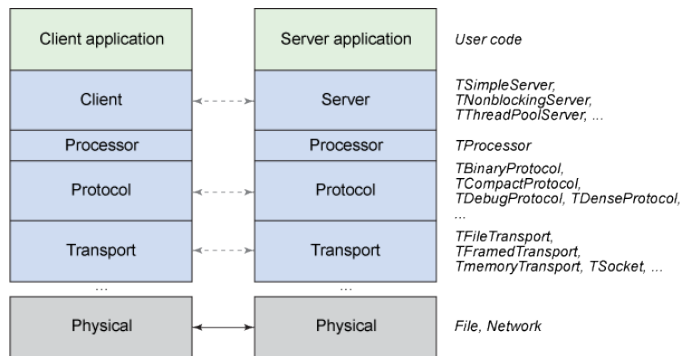 Client application
Server application
User code
Client
Server
TSimpleServer,
TNonblockingServer,
TThreadPoolServer, ...
Processor
Processor
TProcessor
Protocol
Protocol
TBinaryProtocol,
TCompactProtocol,
TDebugProtocol, TDenseProtocol,
...
Transport
Transport
TFileTransport,
TFramedTransport,
TmemoryTransport, TSocket, ...
...
...
Physical
Physical
File, Network